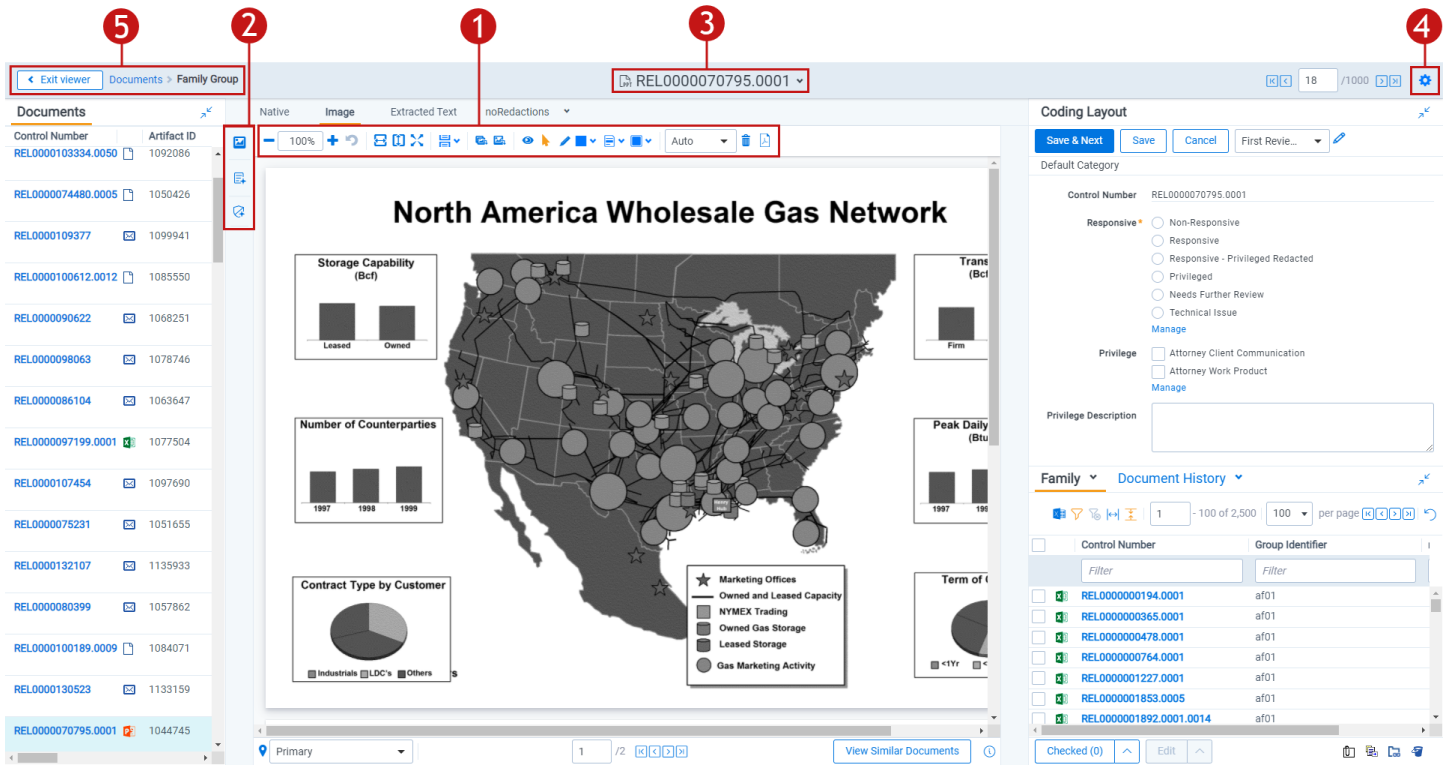 5
2
1
3
4
Exit viewer Documents > Family Group
REL0000070795.0001
18 /1000
Documents
Control Number Artifact ID
REL0000103334.0050 1092086
REL0000074480.0005 1050426
REL0000109377 1099941
REL0000100612.0012 1085550
REL0000090622 1068251
REL0000098063 1078746
REL0000086104 1063647
REL0000097199.0001 1077504
REL0000107454 1097690
REL0000075231 1051655
REL0000132107 1135933
REL0000080399 1057862
REL0000100189.0009 1084071
REL0000130523 1133159
REL0000070795.0001 1044745
Native Image Extracted Text noRedactions
100% Auto
North America Wholesale Gas Network
Storage Capability
(Bcf)
Leased Owned
Trans
(Bcf
Firm
Number of Counterparties
1997 1998 1999
Peak Daily
(Btu
1997 199
Henry
Hub
Contract Type by Customer
Industrials LDC's Others s
Marketing Offices
Owned and Leased Capacity
NYMEX Trading
Owned Gas Storage
Leased Storage
Gas Marketing Activity
Term of C
<1Yr <
Primary 1 /2 View Similar Documents
Coding Layout
Save & Next Save Cancel First Revie...
Default Category
Control Number REL0000070795.0001
Responsive* Non-Responsive
Responsive
Responsive - Privileged Redacted
Privileged
Needs Further Review
Technical Issue
Manage
Privilege Attorney Client Communication
Attorney Work Product
Manage
Privilege Description
Family Document History
1 - 100 of 2,500 100 per page
Control Number Group Identifier
Filter Filter
REL0000000194.0001 af01
REL0000000365.0001 af01
REL0000000478.0001 af01
REL0000000764.0001 af01
REL0000001227.0001 af01
REL0000001853.0005 af01
REL0000001892.0001.0014 af01
Checked (0) Edit